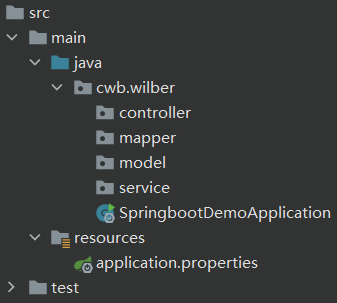 src
main
java
cwb.wilber
controller
mapper
model
service
SpringbootDemoApplication
resources
application.properties
test